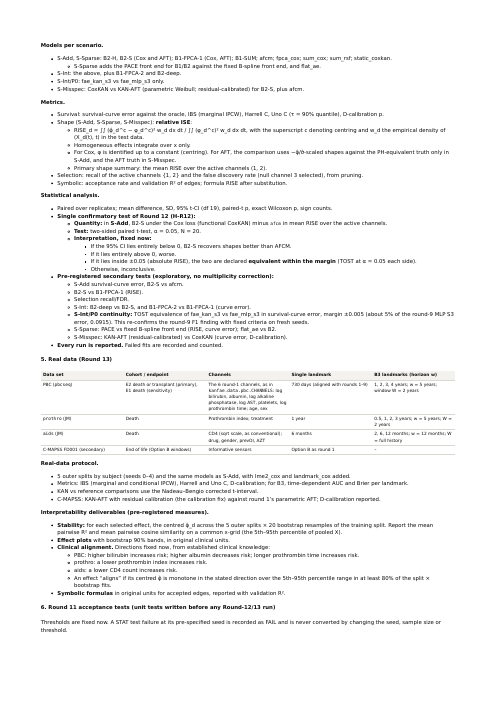 Models per scenario.
• S-Add, S-Sparse: B2-H, B2-S (Cox and AFT); B1-FPCA-1 (Cox, AFT); B1-SUM; afcm; fpca_cox; sum_cox; sum_rsf; static_coxkan.
◦ S-Sparse adds the PACE front end for B1/B2 against the fixed B-spline front end, and flat_ae.
• S-Int: the above, plus B1-FPCA-2 and B2-deep.
• S-Int/P0: fae_kan_s3 vs fae_mlp_s3 only.
• S-Misspec: CoxKAN vs KAN-AFT (parametric Weibull; residual-calibrated) for B2-S, plus afcm.
Metrics.
• Survival: survival-curve error against the oracle, IBS (marginal IPCW), Harrell C, Uno C (τ = 90% quantile), D-calibration p.
• Shape (S-Add, S-Sparse, S-Misspec): relative ISE:
◦ RISE_d = ∫∫ (φ̂_d^c − φ_d^c)² w_d dx dt / ∫∫ (φ_d^c)² w_d dx dt, with the superscript c denoting centring and w_d the empirical density of
(X_d(t), t) in the test data.
◦ Homogeneous effects integrate over x only.
◦ For Cox, φ is identified up to a constant (centring). For AFT, the comparison uses −φ̂/σ̂-scaled shapes against the PH-equivalent truth only in
S-Add, and the AFT truth in S-Misspec.
◦ Primary shape summary: the mean RISE over the active channels {1, 2}.
• Selection: recall of the active channels {1, 2} and the false discovery rate (null channel 3 selected), from pruning.
• Symbolic: acceptance rate and validation R² of edges; formula RISE after substitution.
Statistical analysis.
• Paired over replicates; mean difference, SD, 95% t-CI (df 19), paired-t p, exact Wilcoxon p, sign counts.
• Single confirmatory test of Round 12 (H-R12):
◦ Quantity: in S-Add, B2-S under the Cox loss (functional CoxKAN) minus afcm in mean RISE over the active channels.
◦ Test: two-sided paired t-test, α = 0.05, N = 20.
◦ Interpretation, fixed now:
▪ If the 95% CI lies entirely below 0, B2-S recovers shapes better than AFCM.
▪ If it lies entirely above 0, worse.
▪ If it lies inside ±0.05 (absolute RISE), the two are declared equivalent within the margin (TOST at α = 0.05 each side).
▪ Otherwise, inconclusive.
• Pre-registered secondary tests (exploratory, no multiplicity correction):
◦ S-Add survival-curve error, B2-S vs afcm.
◦ B2-S vs B1-FPCA-1 (RISE).
◦ Selection recall/FDR.
◦ S-Int: B2-deep vs B2-S, and B1-FPCA-2 vs B1-FPCA-1 (curve error).
◦ S-Int/P0 continuity: TOST equivalence of fae_kan_s3 vs fae_mlp_s3 in survival-curve error, margin ±0.005 (about 5% of the round-9 MLP S3
error, 0.0915). This re-confirms the round-9 F1 finding with fixed criteria on fresh seeds.
◦ S-Sparse: PACE vs fixed B-spline front end (RISE, curve error); flat_ae vs B2.
◦ S-Misspec: KAN-AFT (residual-calibrated) vs CoxKAN (curve error, D-calibration).
• Every run is reported. Failed fits are recorded and counted.
5. Real data (Round 13)
Data set Cohort / endpoint Channels Single landmark B3 landmarks (horizon w)
PBC (pbcseq) E2 death or transplant (primary), E1 death (sensitivity) The 6 round-1 channels, as in kanfae.data.pbc.CHANNELS: log bilirubin, albumin, log alkaline phosphatase, log AST, platelets, log prothrombin time; age, sex 730 days (aligned with rounds 1–9) 1, 2, 3, 4 years; w = 5 years; window W = 2 years
prothro (JM) Death Prothrombin index; treatment 1 year 0.5, 1, 2, 3 years; w = 5 years; W = 2 years
aids (JM) Death CD4 (sqrt scale, as conventional); drug, gender, prevOI, AZT 6 months 2, 6, 12 months; w = 12 months; W = full history
C-MAPSS FD001 (secondary) End of life (Option B windows) Informative sensors Option B as round 1 –
Real-data protocol.
• 5 outer splits by subject (seeds 0–4) and the same models as S-Add, with lme2_cox and landmark_cox added.
• Metrics: IBS (marginal and conditional IPCW), Harrell and Uno C, D-calibration; for B3, time-dependent AUC and Brier per landmark.
• KAN vs reference comparisons use the Nadeau–Bengio corrected t-interval.
• C-MAPSS: KAN-AFT with residual calibration (the calibration fix) against round 1's parametric AFT; D-calibration reported.
Interpretability deliverables (pre-registered measures).
• Stability: for each selected effect, the centred φ̂_d across the 5 outer splits × 20 bootstrap resamples of the training split. Report the mean
pairwise R² and mean pairwise cosine similarity on a common x-grid (the 5th–95th percentile of pooled X).
• Effect plots with bootstrap 90% bands, in original clinical units.
• Clinical alignment. Directions fixed now, from established clinical knowledge:
◦ PBC: higher bilirubin increases risk; higher albumin decreases risk; longer prothrombin time increases risk.
◦ prothro: a lower prothrombin index increases risk.
◦ aids: a lower CD4 count increases risk.
◦ An effect "aligns" if its centred φ̂ is monotone in the stated direction over the 5th–95th percentile range in at least 80% of the split ×
bootstrap fits.
• Symbolic formulas in original units for accepted edges, reported with validation R².
6. Round 11 acceptance tests (unit tests written before any Round-12/13 run)
Thresholds are fixed now. A STAT test failure at its pre-specified seed is recorded as FAIL and is never converted by changing the seed, sample size or
threshold.